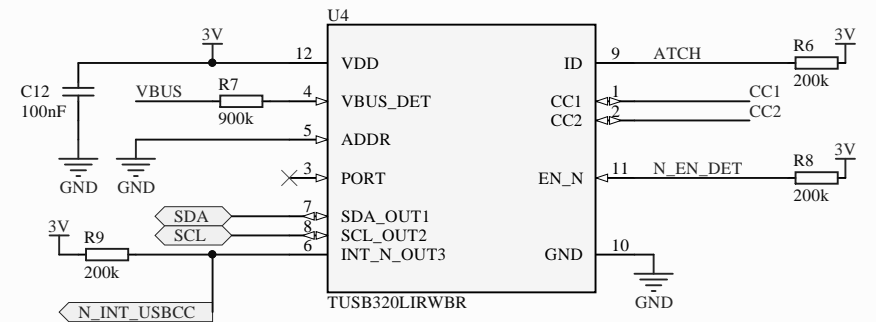 U4
3V
12
VDD
ID
9
ATCH
R6
3V
200k
C12
100nF
VBUS
R7
900k
4
VBUS_DET
CC1
1
CC1
CC2
2
CC2
5
ADDR
GND
GND
3
PORT
EN_N
11
N_EN_DET
R8
3V
200k
SDA
7
SDA_OUT1
SCL
8
SCL_OUT2
3V
R9
200k
6
INT_N_OUT3
GND
10
GND
N_INT_USBCC
TUSB320LIRWBR